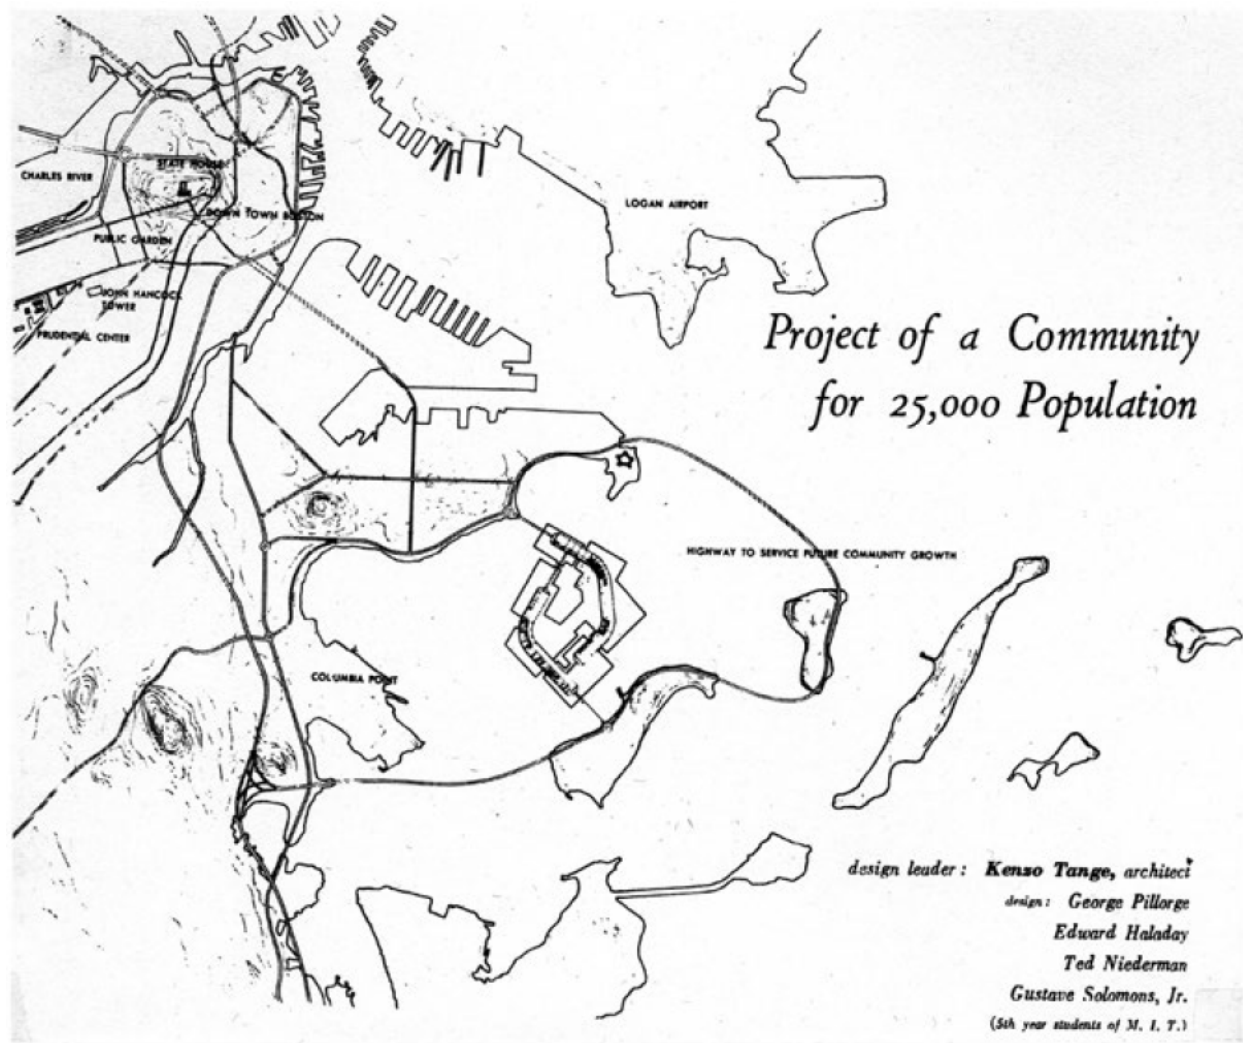 STATE HOUSE
CHARLES RIVER
DOWN TOWN BOSTON
PUBLIC GARDEN
JOHN HANCOCK
TOWER
PRUDENTIAL CENTER
LOGAN AIRPORT
Project of a Community
for 25,000 Population
HIGHWAY TO SERVICE FUTURE COMMUNITY GROWTH
COLUMBIA POINT
design leader: Kenzo Tange, architect
design: George Pillorge
Edward Haladay
Ted Niederman
Gustave Solomons, Jr.
(5th year students of M. I. T.)